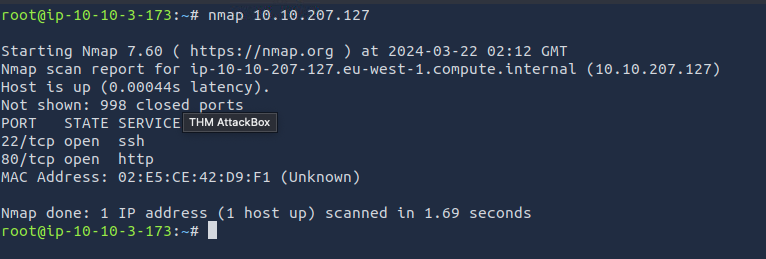 root@ip-10-10-3-173:~# nmap 10.10.207.127
Starting Nmap 7.60 ( https://nmap.org ) at 2024-03-22 02:12 GMT
Nmap scan report for ip-10-10-207-127.eu-west-1.compute.internal (10.10.207.127)
Host is up (0.00044s latency).
Not shown: 998 closed ports
PORT   STATE SERVICE
THM AttackBox
22/tcp open  ssh
80/tcp open  http
MAC Address: 02:E5:CE:42:D9:F1 (Unknown)
Nmap done: 1 IP address (1 host up) scanned in 1.69 seconds
root@ip-10-10-3-173:~#